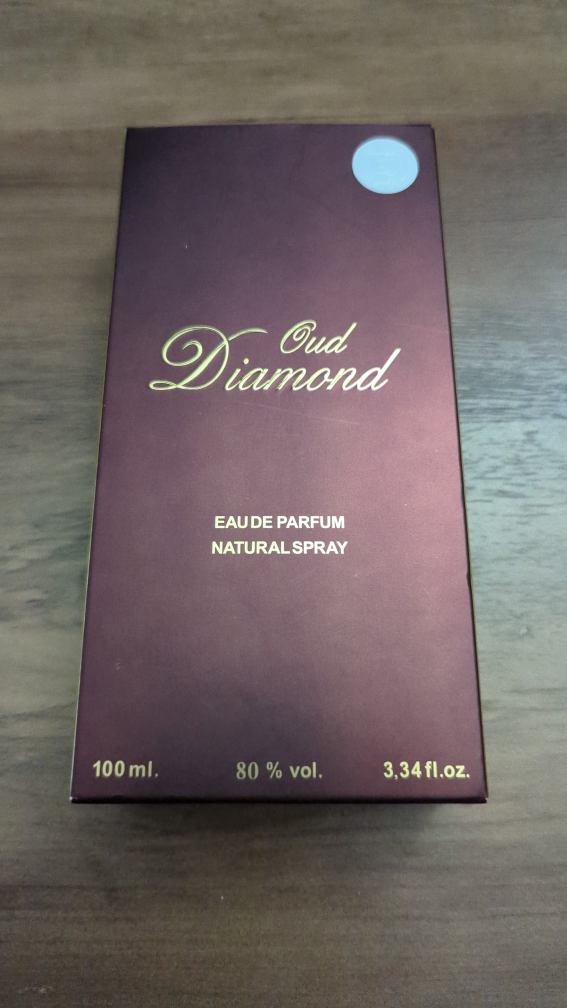 Oud
Diamond
EAU DE PARFUM
NATURAL SPRAY
100 ml. 80 % vol. 3,34 fl.oz.